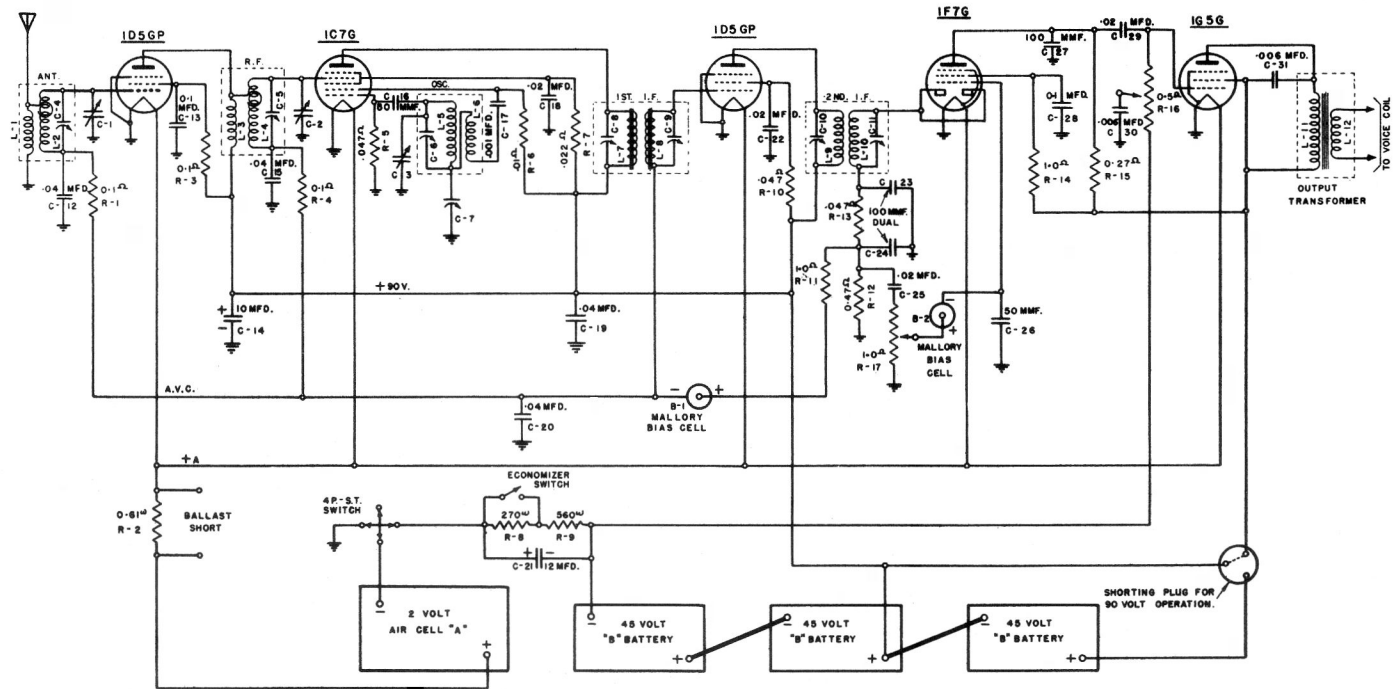 1D5GP
1C7G
1D5GP
1F7G
1G5G
ANT.
L-1
L-2
C-4
C-1
.04 MFD.
C-12
0.1Ω
R-1
0.1
MFD.
C-13
0.1Ω
R-3
R.F.
L-3
L-4
C-5
C-2
.04
MFD.
C-15
0.1Ω
R-4
.047Ω
R-5
C-16
50 MMF.
C-3
OSC.
C-6
L-5
L-6
C-7
.001 MFD.
C-17
.01Ω
R-6
.02 MFD.
C-18
.022Ω
R-7
1ST. I.F.
C-8
L-7
L-8
C-9
.02 MFD.
C-22
.047
R-10
2ND. I.F.
C-10
L-9
L-10
C-11
.047Ω
R-13
C-23
100 MMF.
DUAL
C-24
1.0Ω
R-11
0.47Ω
R-12
.02 MFD.
C-25
1.0Ω
R-17
B-2
MALLORY
BIAS
CELL
50 MMF.
C-26
100 MMF.
C-27
0.1 MFD.
C-28
1.0Ω
R-14
0.27Ω
R-15
.02 MFD.
C-29
.006 MFD
C-30
0.5Ω
R-16
.006 MFD.
C-31
L-11
L-12
TO VOICE COIL
OUTPUT
TRANSFORMER
+90V.
+
−
10 MFD.
C-14
.04 MFD.
C-19
A.V.C.
.04 MFD.
C-20
− +
B-1
MALLORY
BIAS CELL
+A
0.61ω
R-2
BALLAST
SHORT
4P.-S.T.
SWITCH
ECONOMIZER
SWITCH
270ω
R-8
560ω
R-9
+ −
C-21 12 MFD.
SHORTING PLUG FOR
90 VOLT OPERATION.
−
2 VOLT
AIR CELL "A"
+
−
45 VOLT
"B" BATTERY
+
−
45 VOLT
"B" BATTERY
+
−
45 VOLT
"B" BATTERY
+